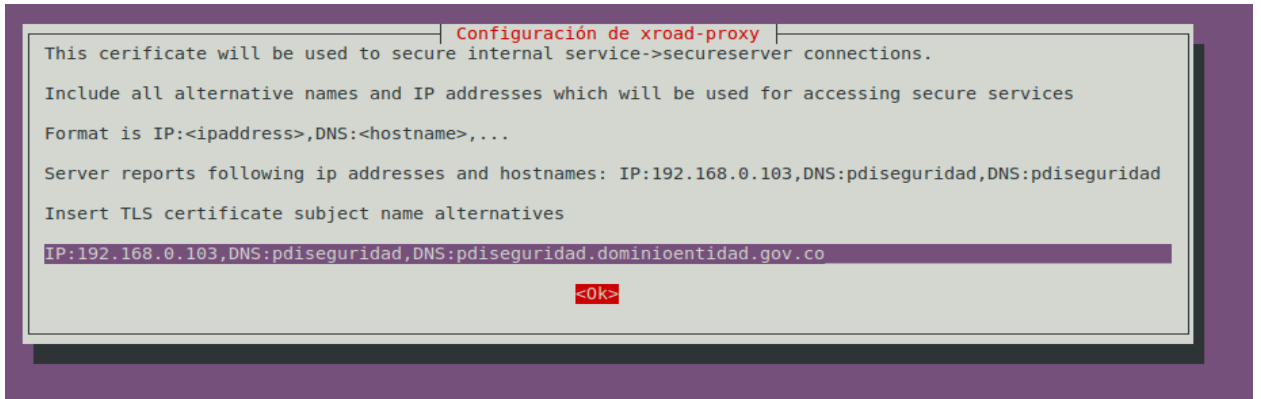 Configuración de xroad-proxy
This cerificate will be used to secure internal service->secureserver connections.
Include all alternative names and IP addresses which will be used for accessing secure services
Format is IP:<ipaddress>,DNS:<hostname>,...
Server reports following ip addresses and hostnames: IP:192.168.0.103,DNS:pdiseguridad,DNS:pdiseguridad
Insert TLS certificate subject name alternatives
IP:192.168.0.103,DNS:pdiseguridad,DNS:pdiseguridad.dominioentidad.gov.co
<Ok>